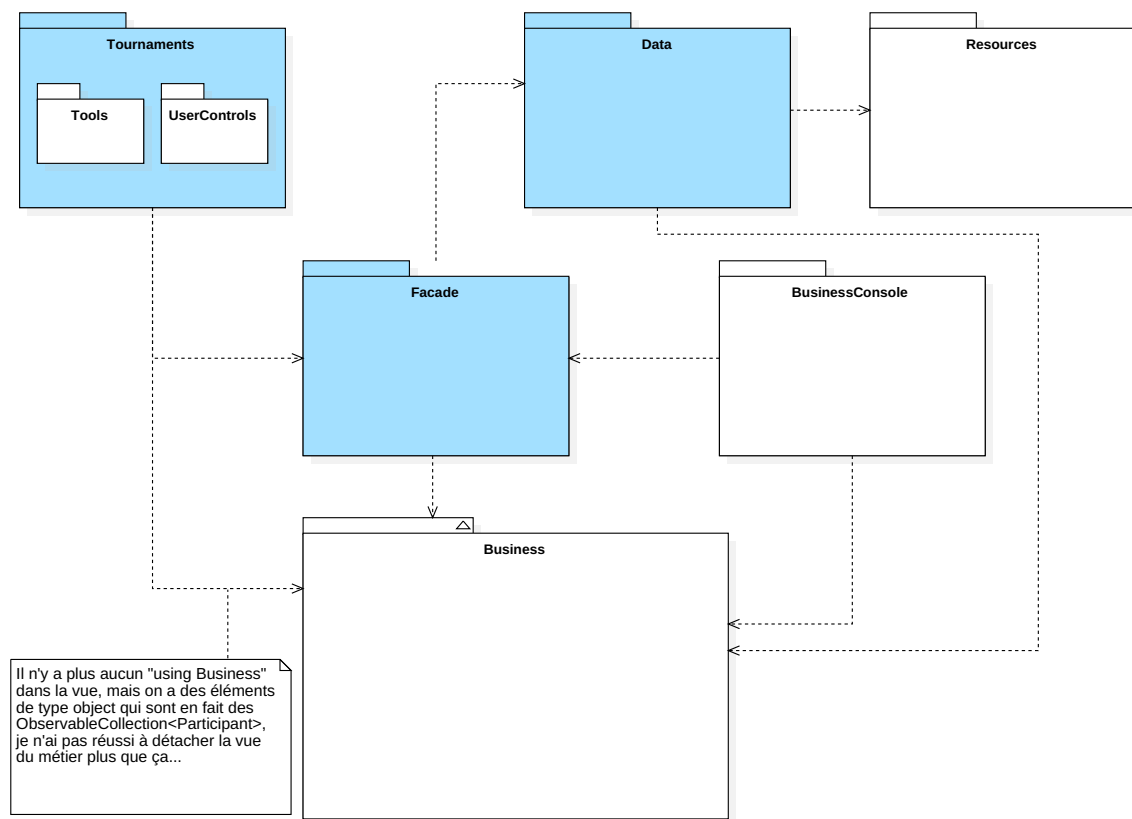 Tournaments
Data
Resources
Tools
UserControls
Facade
BusinessConsole
Business
Il n'y a plus aucun "using Business"
dans la vue, mais on a des éléments
de type object qui sont en fait des
ObservableCollection<Participant>,
je n'ai pas réussi à détacher la vue
du métier plus que ça...